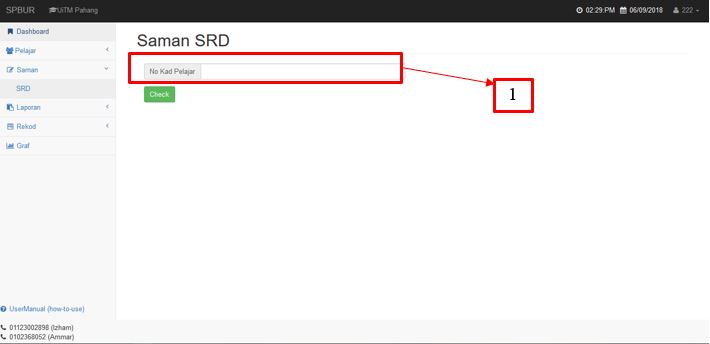 SPBUR UiTM Pahang 02:29:PM 06/09/2018 222
Dashboard
Pelajar
Saman
SRD
Laporan
Rekod
Graf
Saman SRD
No Kad Pelajar
Check
1
UserManual (how-to-use)
01123002898 (Izham)
0102368052 (Ammar)